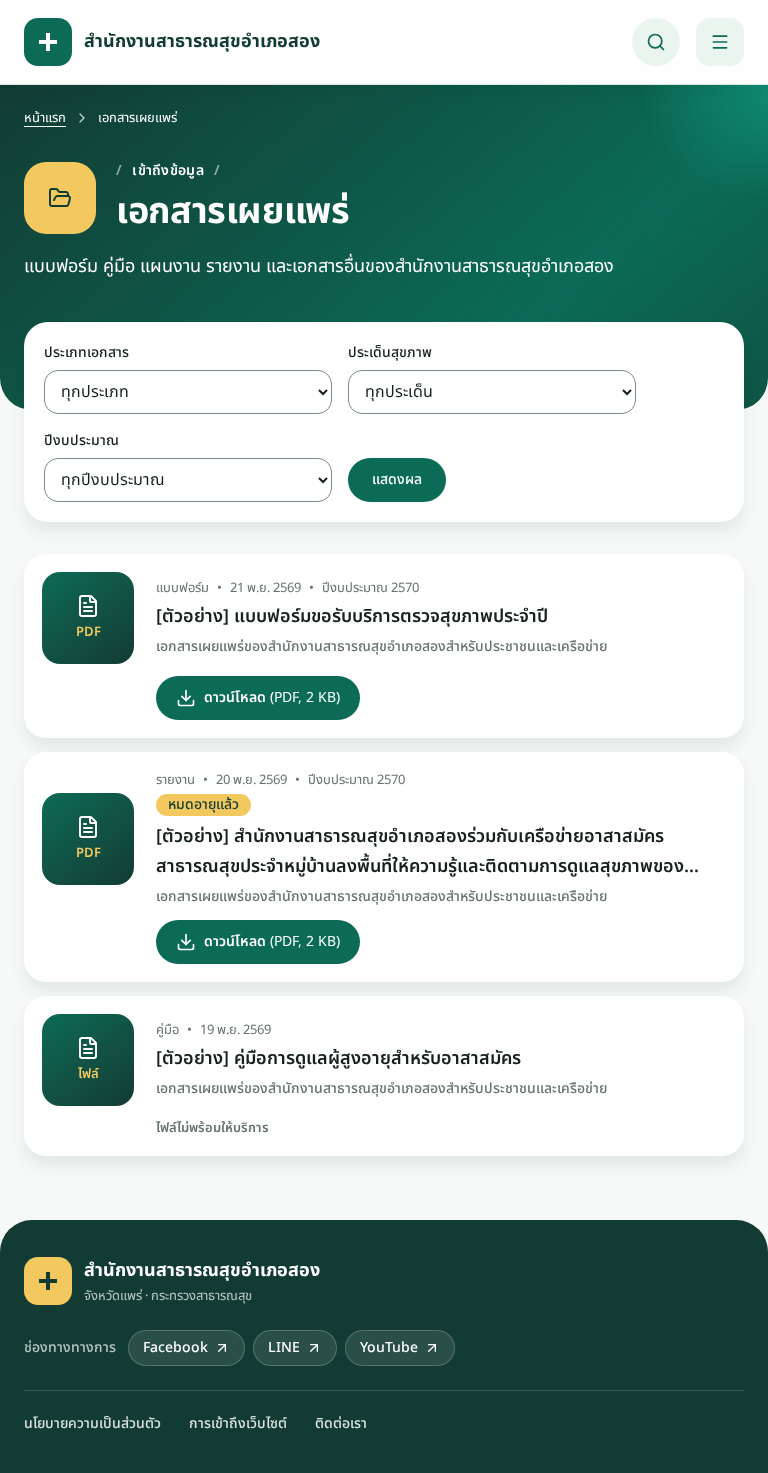 สำนักงานสาธารณสุขอำเภอสอง
หน้าแรก > เอกสารเผยแพร่
/ เข้าถึงข้อมูล /
เอกสารเผยแพร่
แบบฟอร์ม คู่มือ แผนงาน รายงาน และเอกสารอื่นของสำนักงานสาธารณสุขอำเภอสอง
ประเภทเอกสาร
ทุกประเภท
ประเด็นสุขภาพ
ทุกประเด็น
ปีงบประมาณ
ทุกปีงบประมาณ
แสดงผล
PDF
แบบฟอร์ม • 21 พ.ย. 2569 • ปีงบประมาณ 2570
[ตัวอย่าง] แบบฟอร์มขอรับบริการตรวจสุขภาพประจำปี
เอกสารเผยแพร่ของสำนักงานสาธารณสุขอำเภอสองสำหรับประชาชนและเครือข่าย
ดาวน์โหลด (PDF, 2 KB)
PDF
รายงาน • 20 พ.ย. 2569 • ปีงบประมาณ 2570
หมดอายุแล้ว
[ตัวอย่าง] สำนักงานสาธารณสุขอำเภอสองร่วมกับเครือข่ายอาสาสมัคร
สาธารณสุขประจำหมู่บ้านลงพื้นที่ให้ความรู้และติดตามการดูแลสุขภาพของ...
เอกสารเผยแพร่ของสำนักงานสาธารณสุขอำเภอสองสำหรับประชาชนและเครือข่าย
ดาวน์โหลด (PDF, 2 KB)
ไฟล์
คู่มือ • 19 พ.ย. 2569
[ตัวอย่าง] คู่มือการดูแลผู้สูงอายุสำหรับอาสาสมัคร
เอกสารเผยแพร่ของสำนักงานสาธารณสุขอำเภอสองสำหรับประชาชนและเครือข่าย
ไฟล์ไม่พร้อมให้บริการ
สำนักงานสาธารณสุขอำเภอสอง
จังหวัดแพร่ · กระทรวงสาธารณสุข
ช่องทางทางการ
Facebook
LINE
YouTube
นโยบายความเป็นส่วนตัว
การเข้าถึงเว็บไซต์
ติดต่อเรา